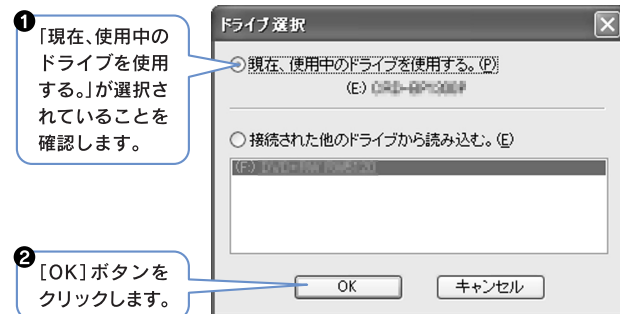 ❶
「現在、使用中の
ドライブを使用
する。」が選択さ
れていることを
確認します。
ドライブ選択
現在、使用中のドライブを使用する。(P)
(E:)
接続された他のドライブから読み込む。(E)
(F:)
❷
[OK]ボタンを
クリックします。
OK
キャンセル